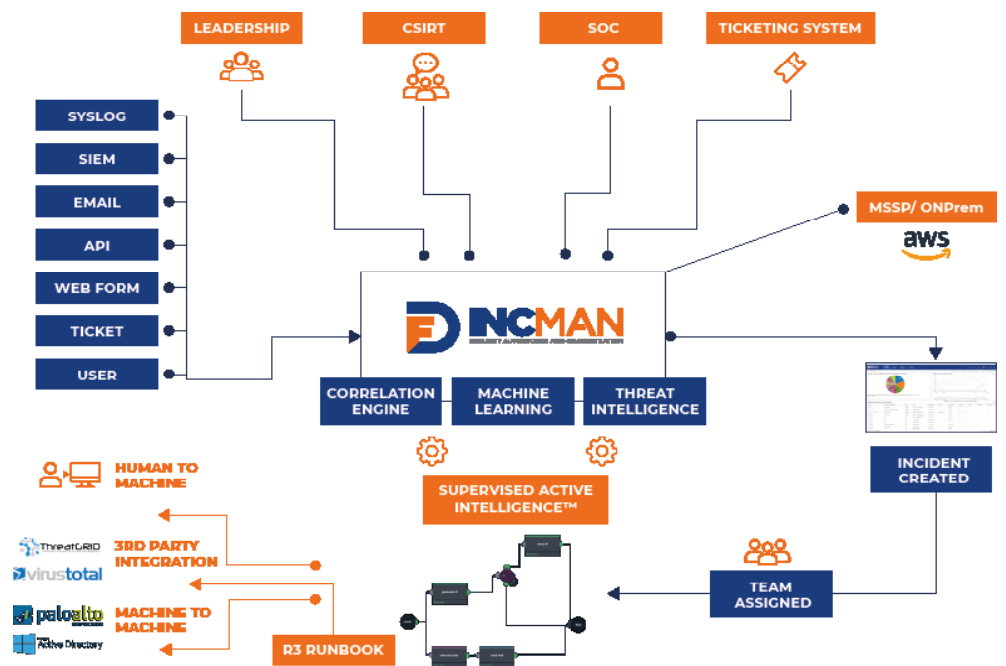 LEADERSHIP
CSIRT
SOC
TICKETING SYSTEM
SYSLOG
SIEM
EMAIL
API
WEB FORM
TICKET
USER
MSSP/ ONPrem
aws
DF INCMAN
CORRELATION
ENGINE
MACHINE
LEARNING
THREAT
INTELLIGENCE
SUPERVISED ACTIVE
INTELLIGENCE™
INCIDENT
CREATED
TEAM
ASSIGNED
HUMAN TO
MACHINE
ThreatGRID
virustotal
3RD PARTY
INTEGRATION
paloalto
Active Directory
MACHINE TO
MACHINE
R3 RUNBOOK